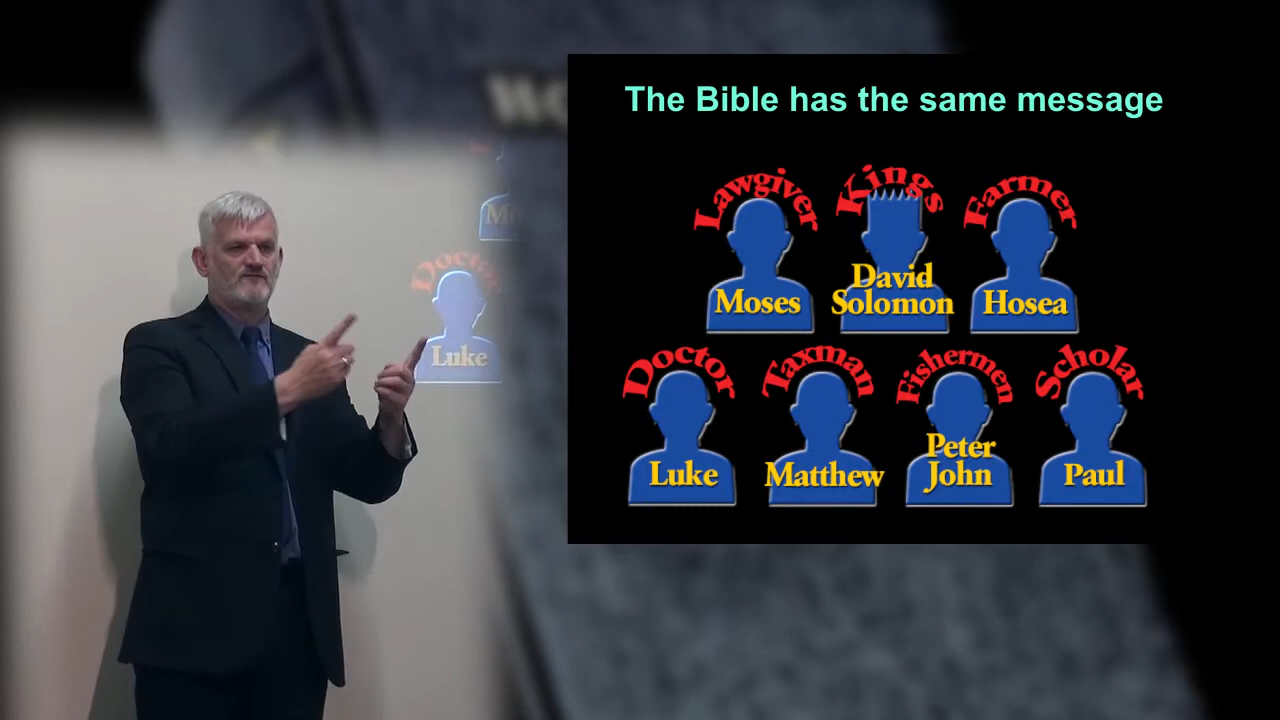 The Bible has the same message
Lawgiver
Kings
Farmer
Moses
David
Solomon
Hosea
Doctor
Taxman
Fishermen
Scholar
Luke
Matthew
Peter
John
Paul
Doctor
Luke